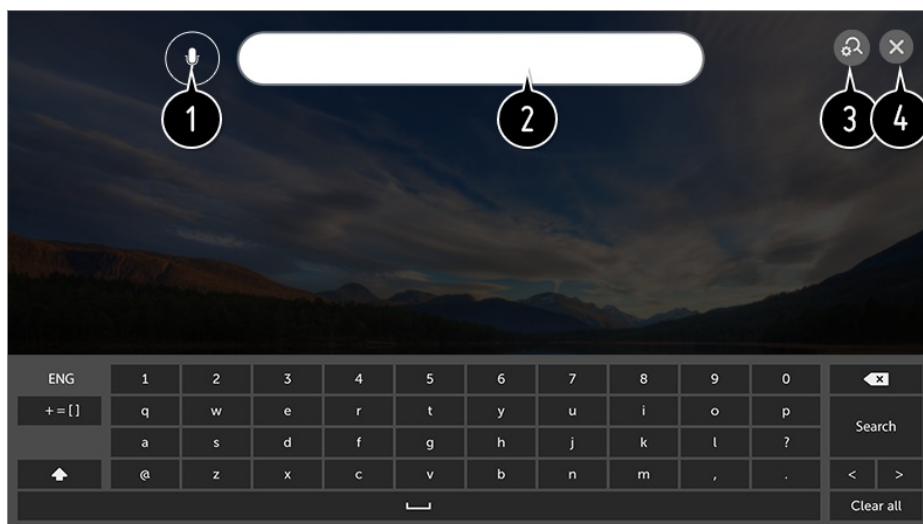 1 2 3 4
ENG 1 2 3 4 5 6 7 8 9 0
+=[] q w e r t y u i o p
Search
a s d f g h j k l ?
@ z x c v b n m , . < >
Clear all